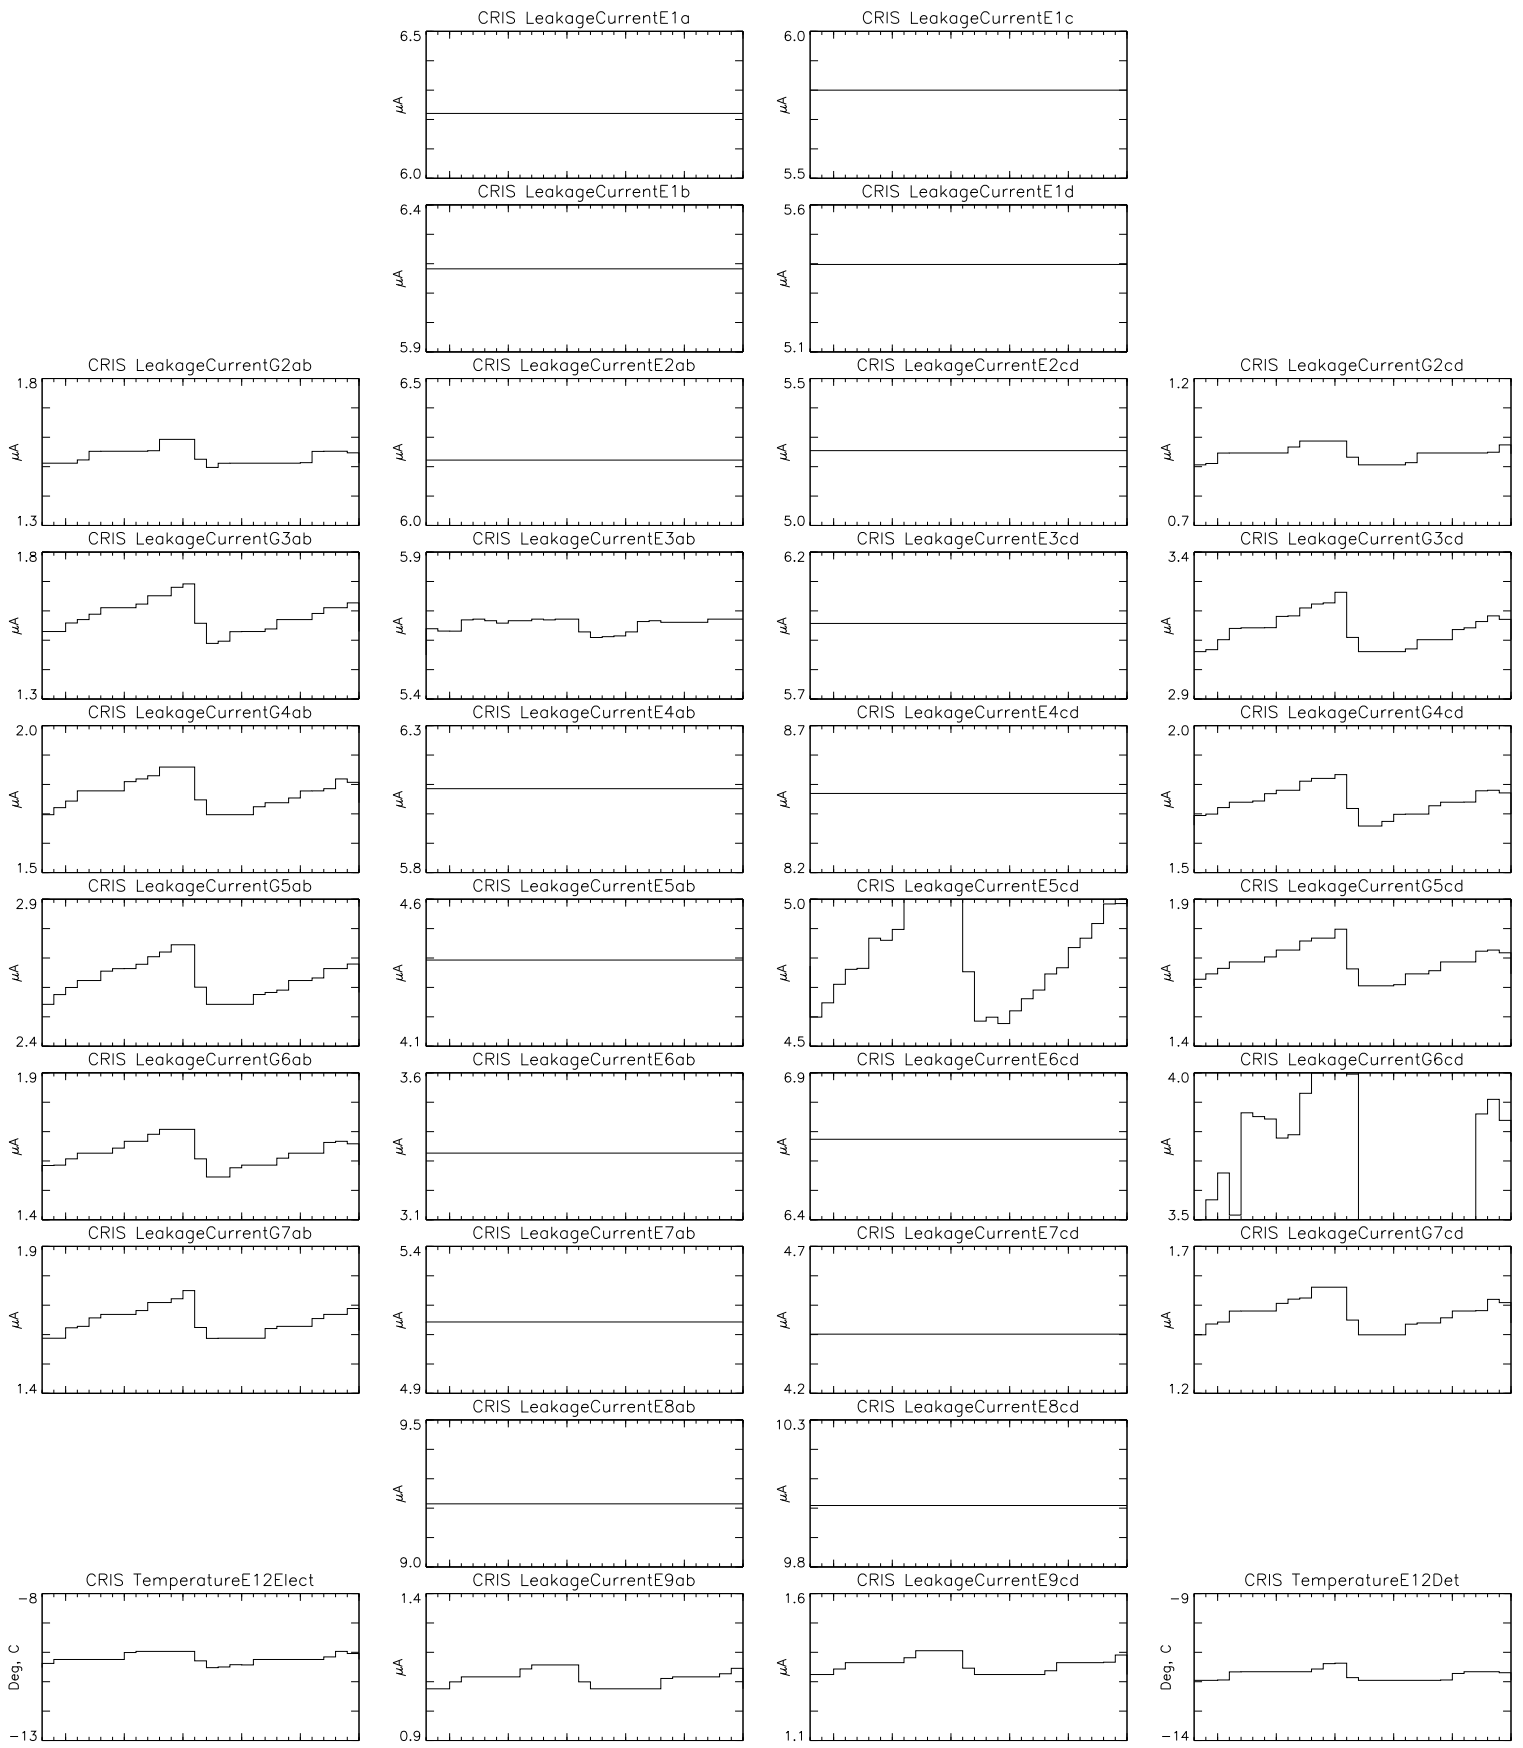 CRIS LeakageCurrentE1a CRIS LeakageCurrentE1c
6.5 6.0
μA μA
6.0 5.5
CRIS LeakageCurrentE1b CRIS LeakageCurrentE1d
6.4 5.6
μA μA
5.9 5.1
CRIS LeakageCurrentG2ab CRIS LeakageCurrentE2ab CRIS LeakageCurrentE2cd CRIS LeakageCurrentG2cd
1.8 6.5 5.5 1.2
μA μA μA μA
1.3 6.0 5.0 0.7
CRIS LeakageCurrentG3ab CRIS LeakageCurrentE3ab CRIS LeakageCurrentE3cd CRIS LeakageCurrentG3cd
1.8 5.9 6.2 3.4
μA μA μA μA
1.3 5.4 5.7 2.9
CRIS LeakageCurrentG4ab CRIS LeakageCurrentE4ab CRIS LeakageCurrentE4cd CRIS LeakageCurrentG4cd
2.0 6.3 8.7 2.0
μA μA μA μA
1.5 5.8 8.2 1.5
CRIS LeakageCurrentG5ab CRIS LeakageCurrentE5ab CRIS LeakageCurrentE5cd CRIS LeakageCurrentG5cd
2.9 4.6 5.0 1.9
μA μA μA μA
2.4 4.1 4.5 1.4
CRIS LeakageCurrentG6ab CRIS LeakageCurrentE6ab CRIS LeakageCurrentE6cd CRIS LeakageCurrentG6cd
1.9 3.6 6.9 4.0
μA μA μA μA
1.4 3.1 6.4 3.5
CRIS LeakageCurrentG7ab CRIS LeakageCurrentE7ab CRIS LeakageCurrentE7cd CRIS LeakageCurrentG7cd
1.9 5.4 4.7 1.7
μA μA μA μA
1.4 4.9 4.2 1.2
CRIS LeakageCurrentE8ab CRIS LeakageCurrentE8cd
9.5 10.3
μA μA
9.0 9.8
CRIS TemperatureE12Elect CRIS LeakageCurrentE9ab CRIS LeakageCurrentE9cd CRIS TemperatureE12Det
-8 1.4 1.6 -9
Deg, C μA μA Deg, C
-13 0.9 1.1 -14